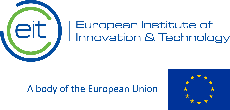 eit
European Institute of
Innovation & Technology
A body of the European Union